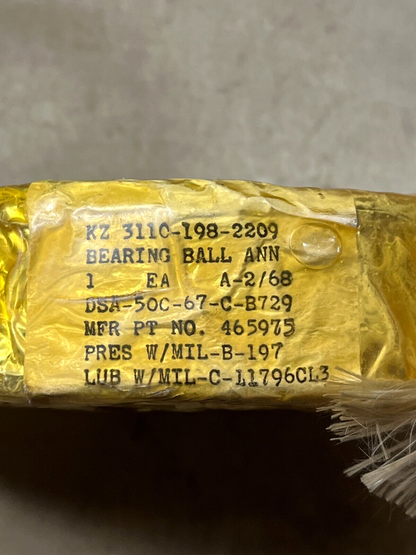 KZ 3110-198-2209
BEARING BALL ANN
1 EA A-2/68
DSA-50C-67-C-B729
MFR PT NO. 465975
PRES W/MIL-B-197
LUB W/MIL-C-11796CL3